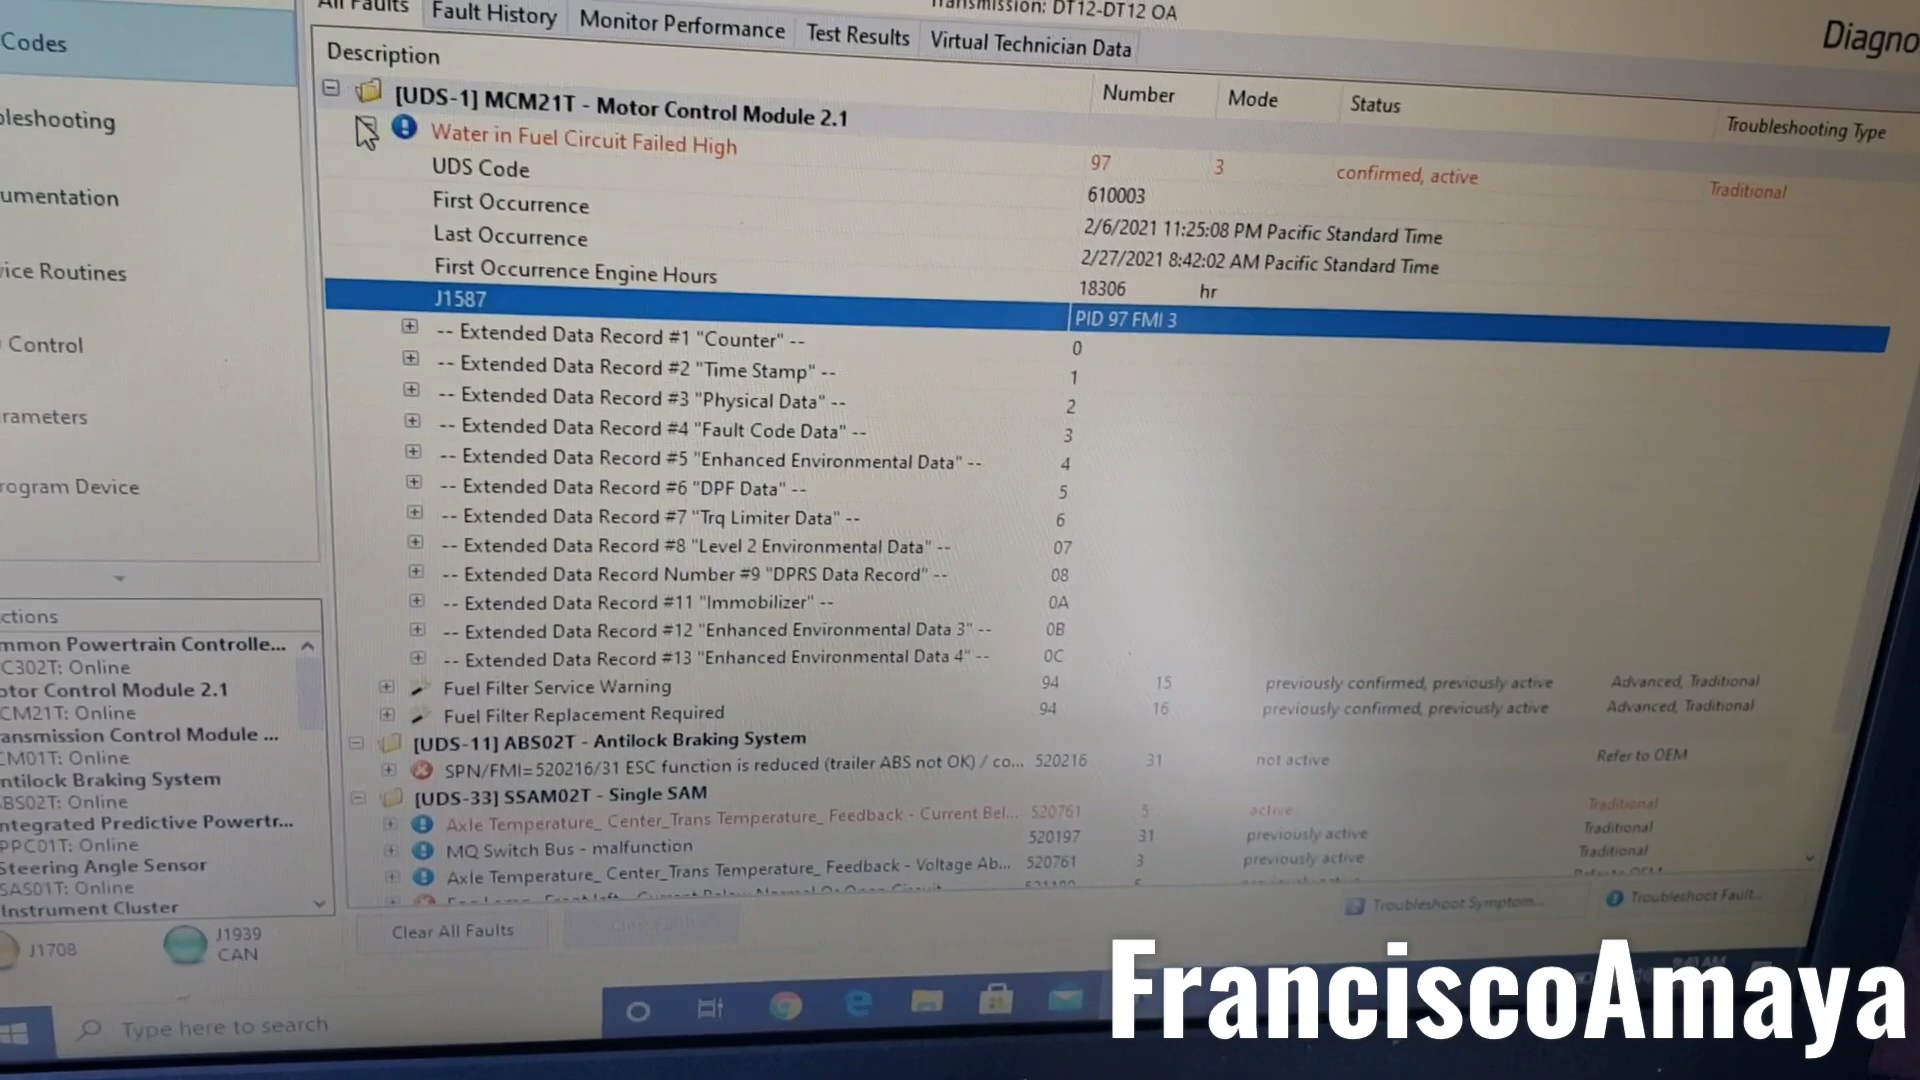 Transmission: DT12-DT12 OA
All Faults Fault History Monitor Performance Test Results Virtual Technician Data
Diagno
Description Number Mode Status Troubleshooting Type
[UDS-1] MCM21T - Motor Control Module 2.1
Water in Fuel Circuit Failed High 97 3 confirmed, active Traditional
UDS Code 610003
First Occurrence 2/6/2021 11:25:08 PM Pacific Standard Time
Last Occurrence 2/27/2021 8:42:02 AM Pacific Standard Time
First Occurrence Engine Hours 18306 hr
J1587 PID 97 FMI 3
-- Extended Data Record #1 "Counter" -- 0
-- Extended Data Record #2 "Time Stamp" -- 1
-- Extended Data Record #3 "Physical Data" -- 2
-- Extended Data Record #4 "Fault Code Data" -- 3
-- Extended Data Record #5 "Enhanced Environmental Data" -- 4
-- Extended Data Record #6 "DPF Data" -- 5
-- Extended Data Record #7 "Trq Limiter Data" -- 6
-- Extended Data Record #8 "Level 2 Environmental Data" -- 07
-- Extended Data Record Number #9 "DPRS Data Record" -- 08
-- Extended Data Record #11 "Immobilizer" -- 0A
-- Extended Data Record #12 "Enhanced Environmental Data 3" -- 0B
-- Extended Data Record #13 "Enhanced Environmental Data 4" -- 0C
Fuel Filter Service Warning 94 15 previously confirmed, previously active Advanced, Traditional
Fuel Filter Replacement Required 94 16 previously confirmed, previously active Advanced, Traditional
[UDS-11] ABS02T - Antilock Braking System
SPN/FMI=520216/31 ESC function is reduced (trailer ABS not OK) / co... 520216 31 not active Refer to OEM
[UDS-33] SSAM02T - Single SAM
Axle Temperature_ Center_Trans Temperature_ Feedback - Current Bel... 520761 5 active Traditional
MQ Switch Bus - malfunction 520197 31 previously active Traditional
Axle Temperature_ Center_Trans Temperature_ Feedback - Voltage Ab... 520761 3 previously active Traditional
Clear All Faults Troubleshoot Symptom... Troubleshoot Fault...
Codes
bleshooting
umentation
vice Routines
Control
rameters
rogram Device
ctions
mmon Powertrain Controlle...
C302T: Online
otor Control Module 2.1
CM21T: Online
ansmission Control Module ...
CM01T: Online
ntilock Braking System
BS02T: Online
ntegrated Predictive Powertr...
PPC01T: Online
Steering Angle Sensor
SAS01T: Online
Instrument Cluster
J1708 J1939
CAN
Type here to search
FranciscoAmaya